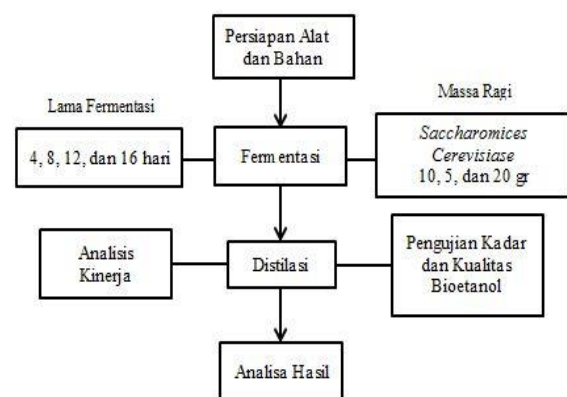 Persiapan Alat
dan Bahan
Lama Fermentasi
4, 8, 12, dan 16 hari
Fermentasi
Massa Ragi
Saccharomices
Cerevisiase
10, 5, dan 20 gr
Analisis
Kinerja
Distilasi
Pengujian Kadar
dan Kualitas
Bioetanol
Analisa Hasil